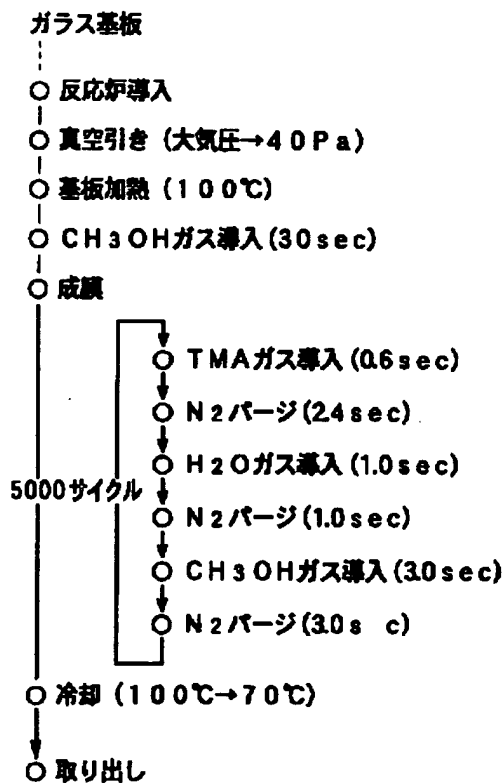 ガラス基板
反応炉導入
真空引き (大気圧→40Pa)
基板加熱 (100℃)
CH3OHガス導入 (30sec)
成膜
TMAガス導入 (0.6sec)
N2パージ (2.4sec)
H2Oガス導入 (1.0sec)
5000サイクル
N2パージ (1.0sec)
CH3OHガス導入 (3.0sec)
N2パージ (3.0s c)
冷却 (100℃→70℃)
取り出し